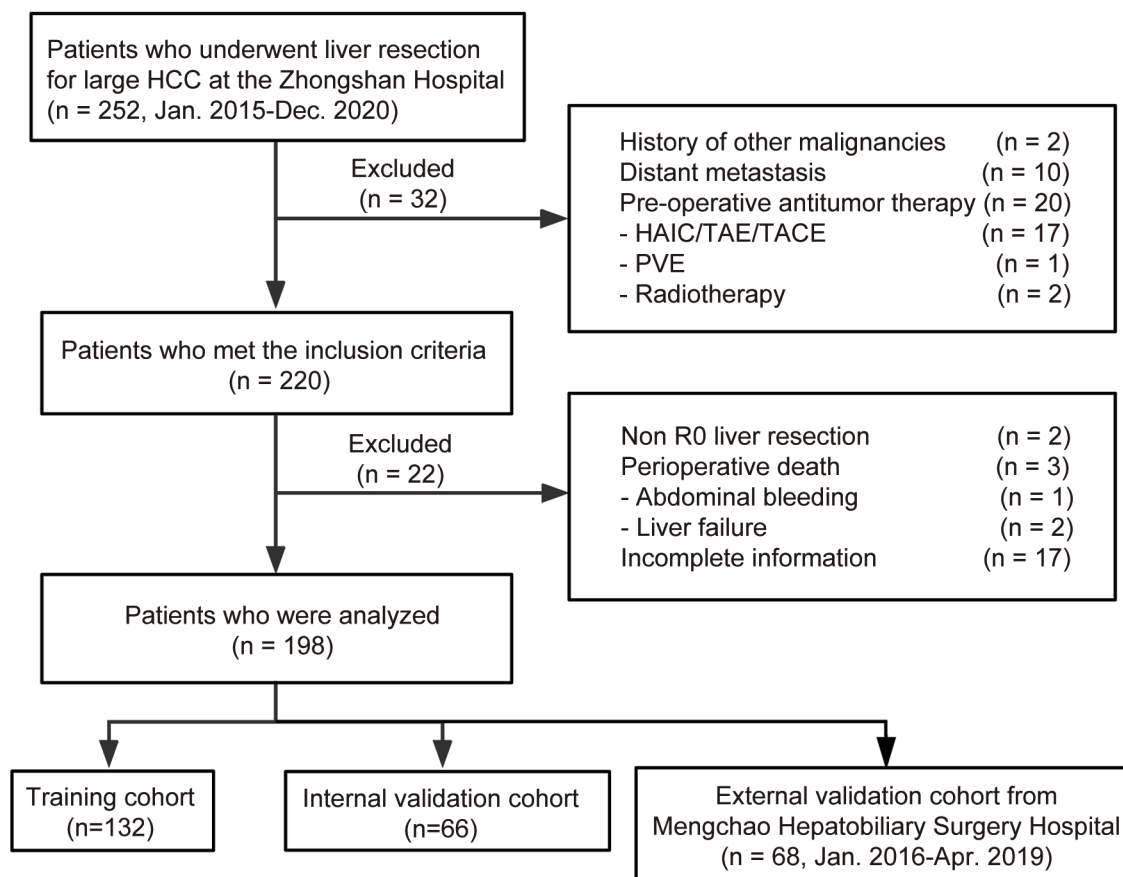 Patients who underwent liver resection
for large HCC at the Zhongshan Hospital
(n = 252, Jan. 2015-Dec. 2020)
Excluded
(n = 32)
History of other malignancies (n = 2)
Distant metastasis (n = 10)
Pre-operative antitumor therapy (n = 20)
- HAIC/TAE/TACE (n = 17)
- PVE (n = 1)
- Radiotherapy (n = 2)
Patients who met the inclusion criteria
(n = 220)
Excluded
(n = 22)
Non R0 liver resection (n = 2)
Perioperative death (n = 3)
- Abdominal bleeding (n = 1)
- Liver failure (n = 2)
Incomplete information (n = 17)
Patients who were analyzed
(n = 198)
Training cohort
(n=132)
Internal validation cohort
(n=66)
External validation cohort from
Mengchao Hepatobiliary Surgery Hospital
(n = 68, Jan. 2016-Apr. 2019)